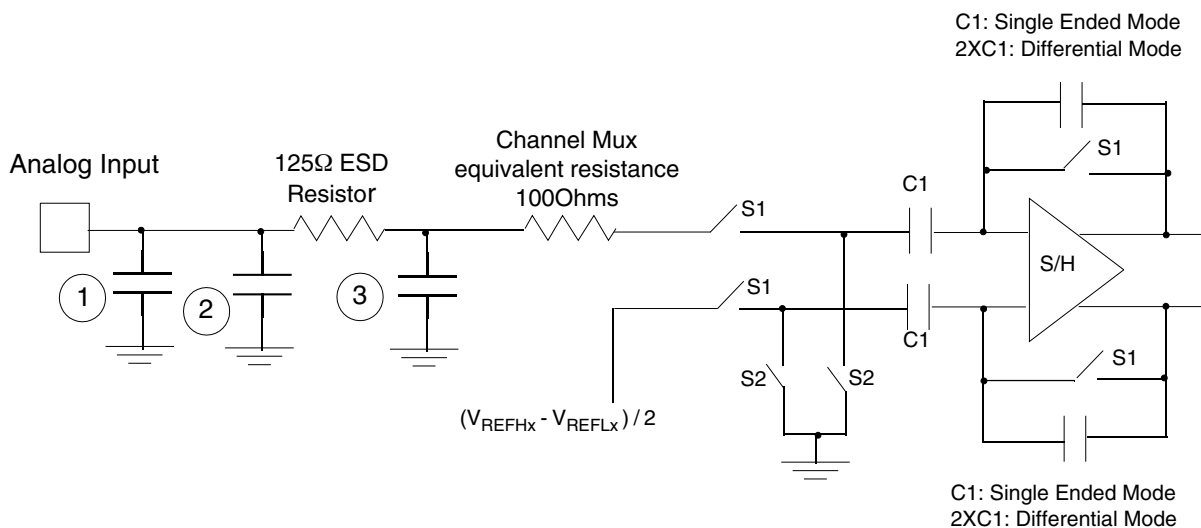 C1: Single Ended Mode
2XC1: Differential Mode
Analog Input
125Ω ESD
Resistor
Channel Mux
equivalent resistance
100Ohms
S1
C1
S1
S/H
1
2
3
S1
C1
S1
S2
S2
(VREFHx - VREFLx ) / 2
C1: Single Ended Mode
2XC1: Differential Mode